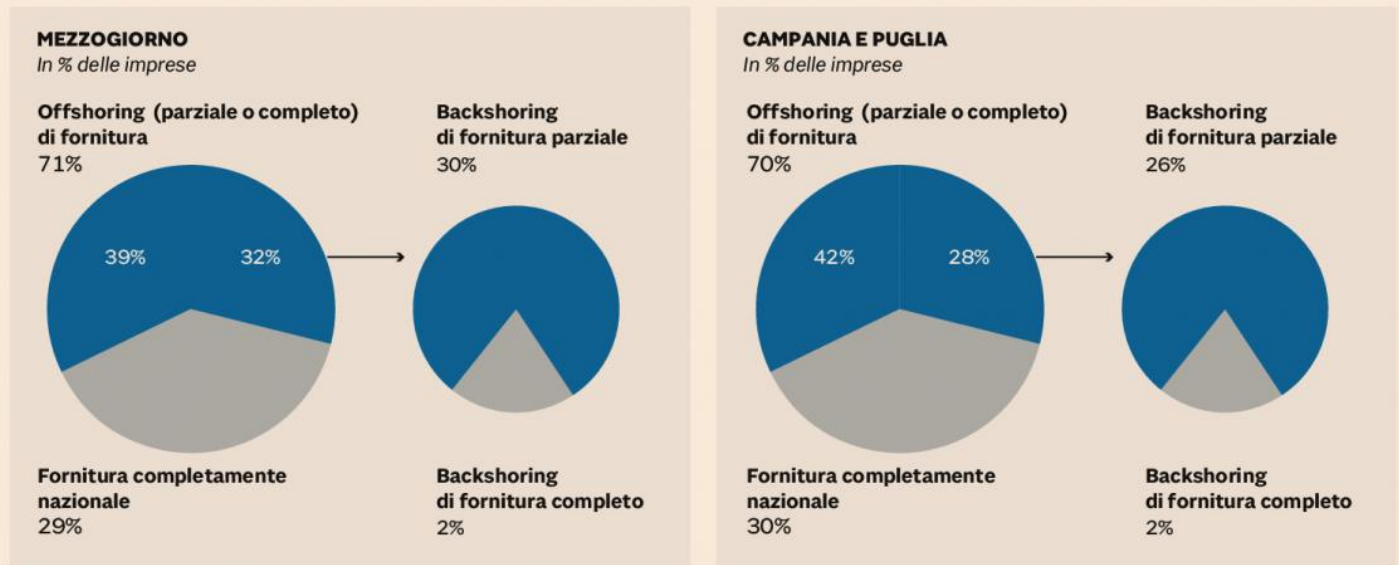 MEZZOGIORNO
In % delle imprese
Offshoring (parziale o completo)
di fornitura
71%
Backshoring
di fornitura parziale
30%
39%
32%
Fornitura completamente
nazionale
29%
Backshoring
di fornitura completo
2%
CAMPANIA E PUGLIA
In % delle imprese
Offshoring (parziale o completo)
di fornitura
70%
Backshoring
di fornitura parziale
26%
42%
28%
Fornitura completamente
nazionale
30%
Backshoring
di fornitura completo
2%